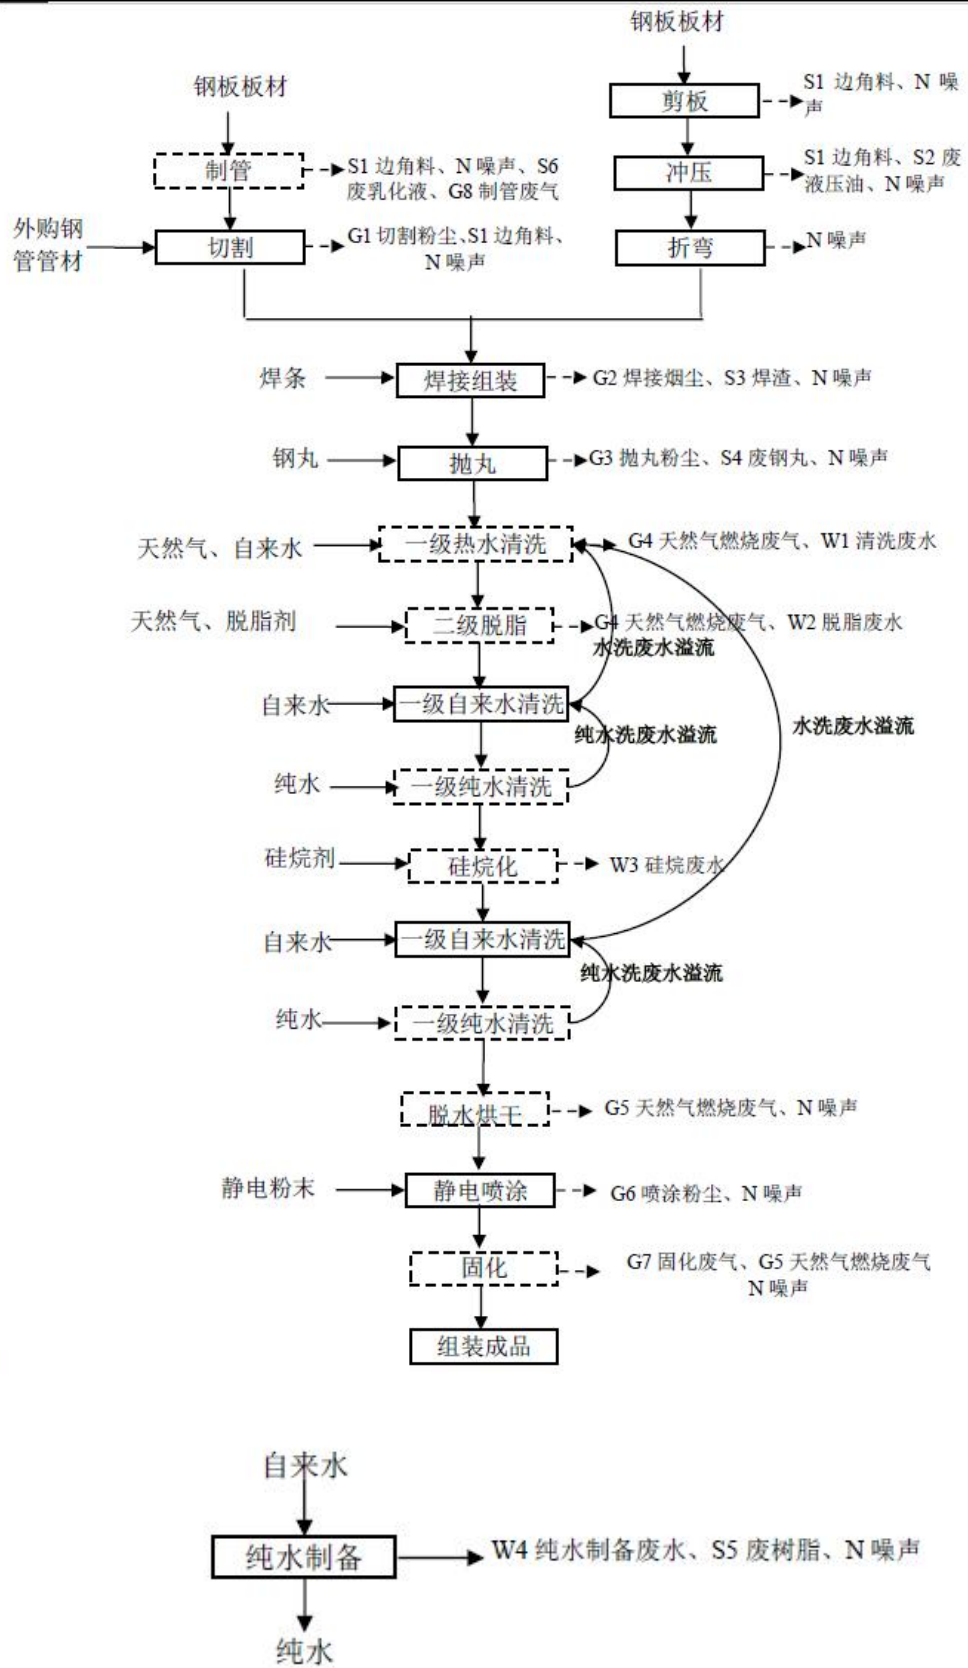 钢板板材
钢板板材
剪板
S1 边角料、N 噪
声
制管
S1 边角料、N 噪声、S6
废乳化液、G8 制管废气
冲压
S1 边角料、S2 废
液压油、N 噪声
外购钢
管管材
切割
G1 切割粉尘、S1 边角料、
N 噪声
折弯
N 噪声
焊条
焊接组装
G2 焊接烟尘、S3 焊渣、N 噪声
钢丸
抛丸
G3 抛丸粉尘、S4 废钢丸、N 噪声
天然气、自来水
一级热水清洗
G4 天然气燃烧废气、W1 清洗废水
天然气、脱脂剂
二级脱脂
G4 天然气燃烧废气、W2 脱脂废水
水洗废水溢流
自来水
一级自来水清洗
纯水洗废水溢流
水洗废水溢流
纯水
一级纯水清洗
硅烷剂
硅烷化
W3 硅烷废水
自来水
一级自来水清洗
纯水洗废水溢流
纯水
一级纯水清洗
脱水烘干
G5 天然气燃烧废气、N 噪声
静电粉末
静电喷涂
G6 喷涂粉尘、N 噪声
固化
G7 固化废气、G5 天然气燃烧废气
N 噪声
组装成品
自来水
纯水制备
W4 纯水制备废水、S5 废树脂、N 噪声
纯水